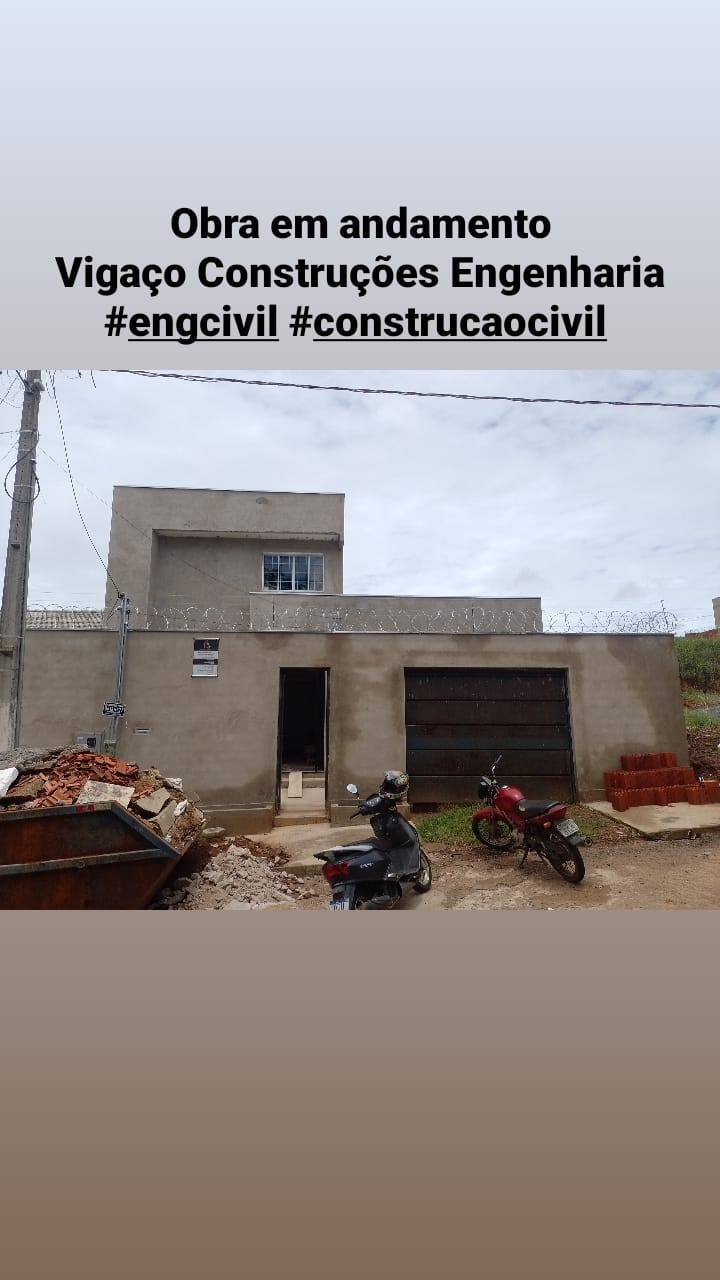 Obra em andamento
Vigaço Construções Engenharia
#engcivil #construcaocivil